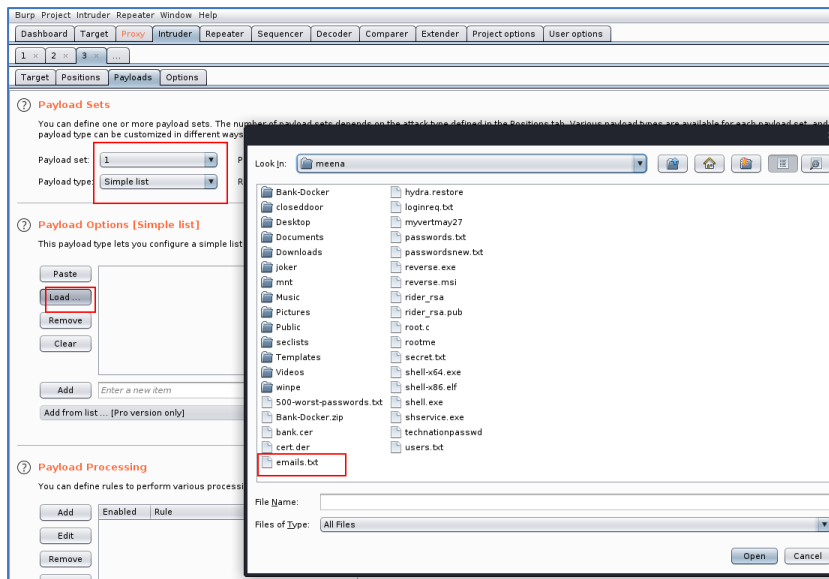 Burp Project Intruder Repeater Window Help
Dashboard Target Proxy Intruder Repeater Sequencer Decoder Comparer Extender Project options User options
1 × 2 × 3 × ...
Target Positions Payloads Options
? Payload Sets
You can define one or more payload sets. The number of payload sets depends on the attack type defined in the Positions tab. Various payload types are available for each payload set, and
payload type can be customized in different ways
Payload set: 1 P
Payload type: Simple list R
? Payload Options [Simple list]
This payload type lets you configure a simple list
Paste
Load ...
Remove
Clear
Add Enter a new item
Add from list ... [Pro version only]
? Payload Processing
You can define rules to perform various processi
Add Enabled Rule
Edit
Remove
Look In: meena
Bank-Docker
closeddoor
Desktop
Documents
Downloads
joker
mnt
Music
Pictures
Public
seclists
Templates
Videos
winpe
500-worst-passwords.txt
Bank-Docker.zip
bank.cer
cert.der
emails.txt
hydra.restore
loginreq.txt
myvertmay27
passwords.txt
passwordsnew.txt
reverse.exe
reverse.msi
rider_rsa
rider_rsa.pub
root.c
rootme
secret.txt
shell-x64.exe
shell-x86.elf
shell.exe
shservice.exe
technationpasswd
users.txt
File Name:
Files of Type: All Files
Open Cancel